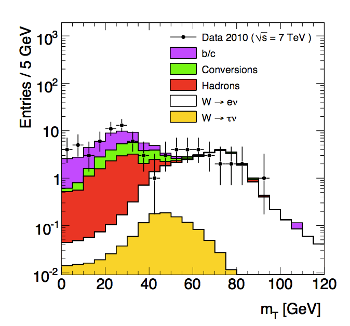 Entries / 5 GeV
Data 2010 (√s = 7 TeV)
b/c
Conversions
Hadrons
W → eν
W → τν
10³
10²
10
1
10⁻¹
10⁻²
0 20 40 60 80 100 120
m_T [GeV]